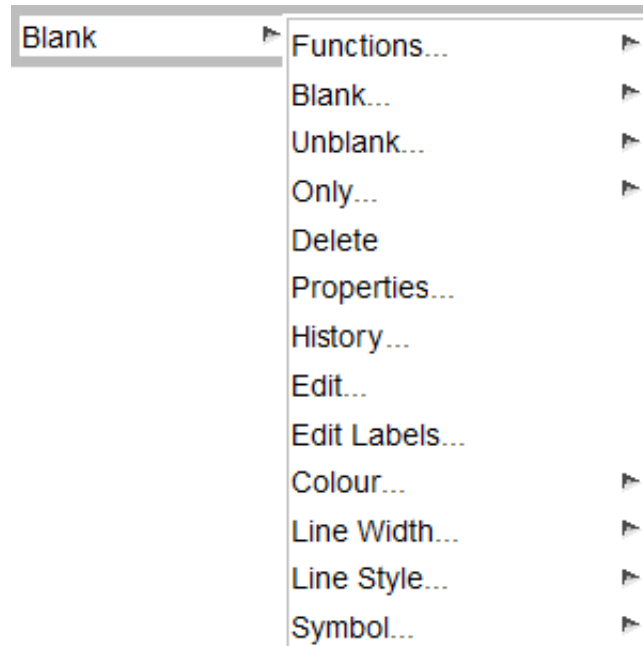 Blank
Functions...
Blank...
Unblank...
Only...
Delete
Properties...
History...
Edit...
Edit Labels...
Colour...
Line Width...
Line Style...
Symbol...